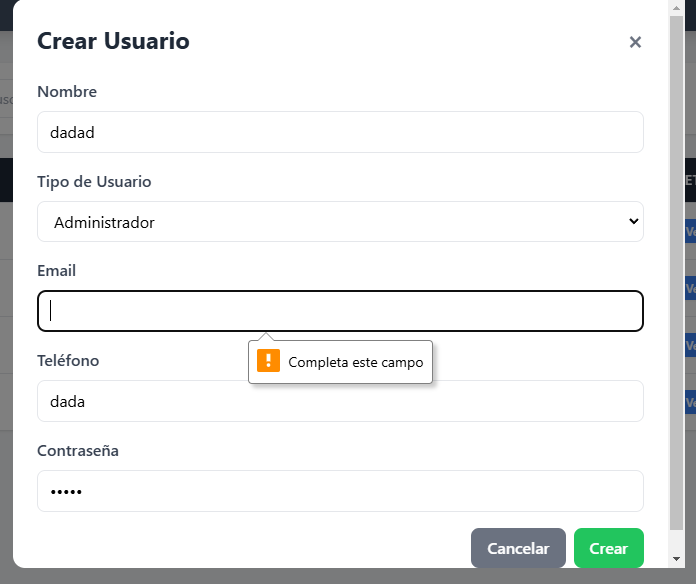 Crear Usuario
×
Nombre
dadad
Tipo de Usuario
Administrador
Email
Completa este campo
Teléfono
dada
Contraseña
•••••
Cancelar
Crear